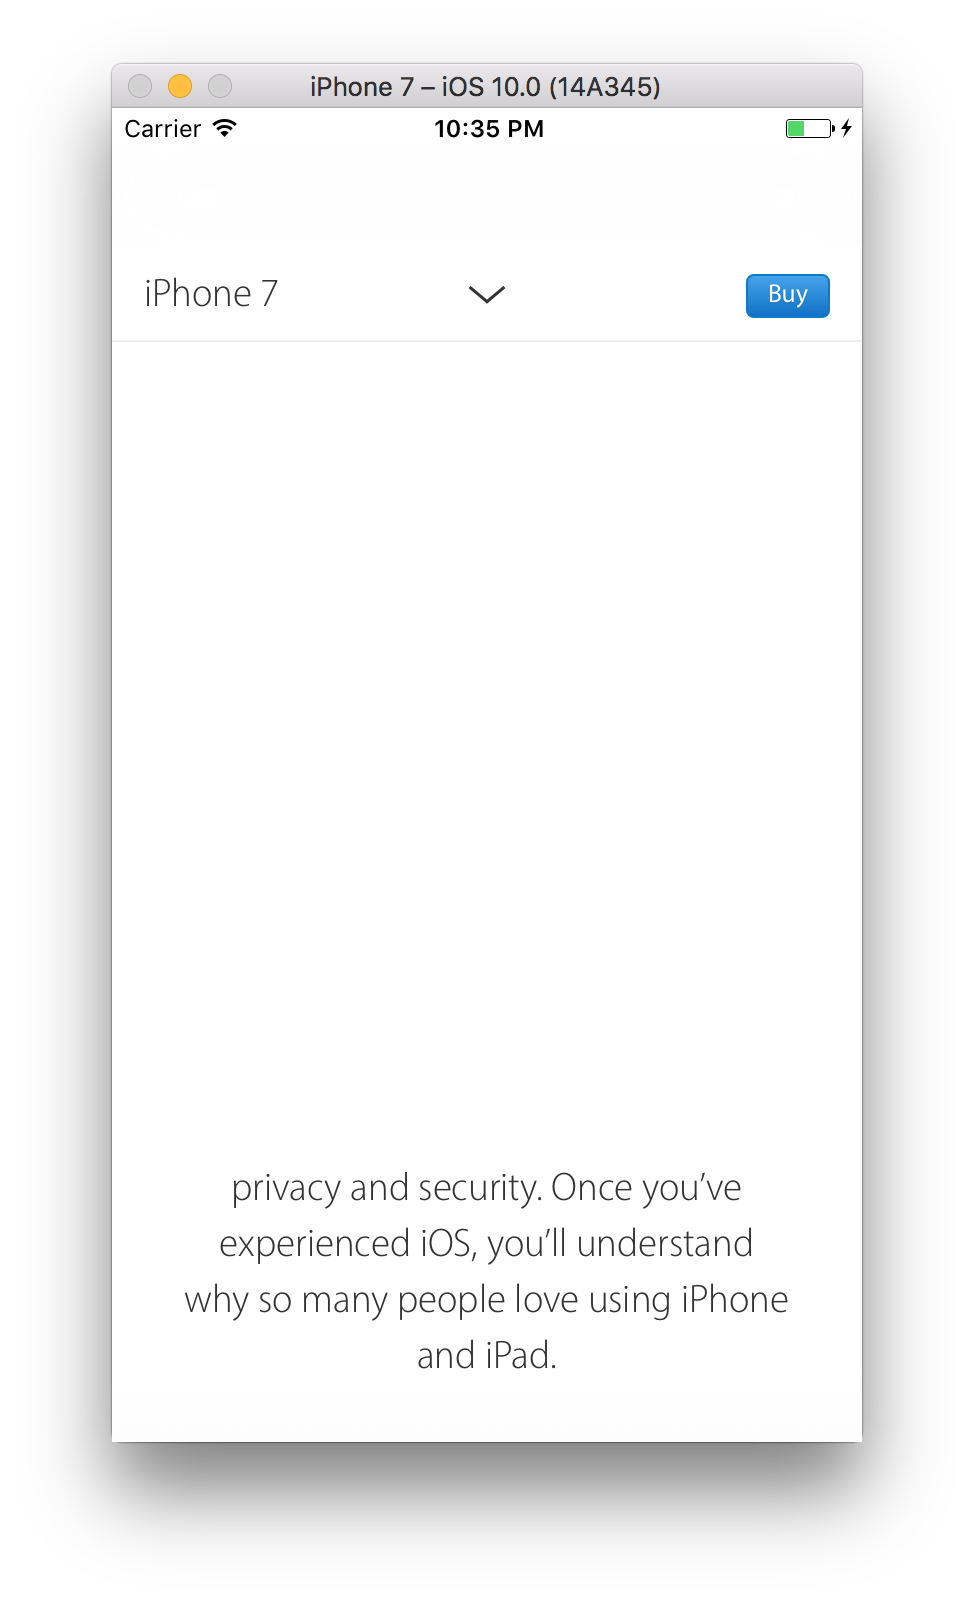 iPhone 7 – iOS 10.0 (14A345)
Carrier 10:35 PM
iPhone 7 Buy
privacy and security. Once you’ve
experienced iOS, you’ll understand
why so many people love using iPhone
and iPad.